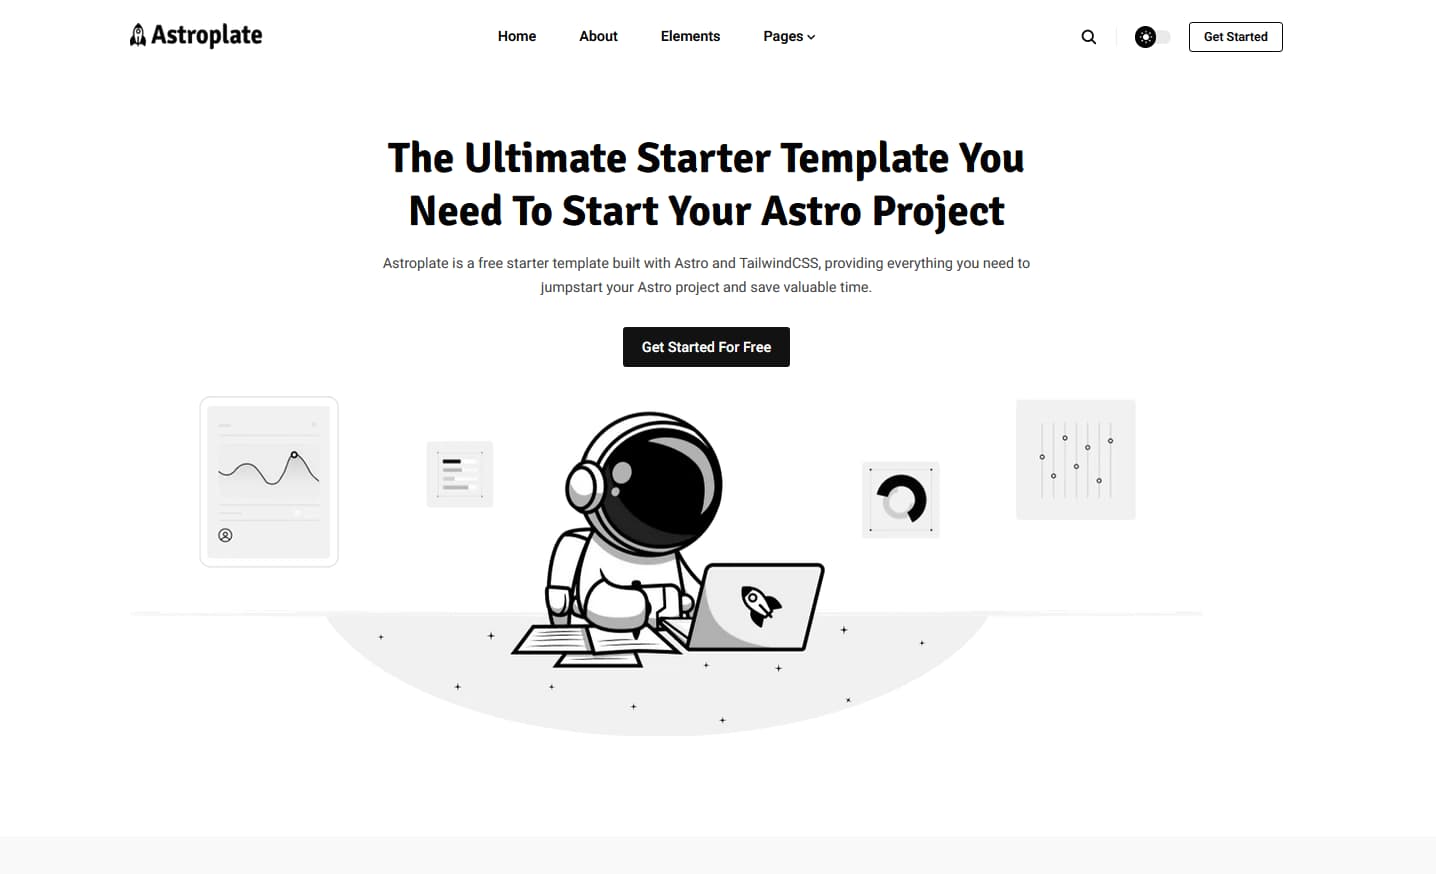 Astroplate
Home
About
Elements
Pages
Get Started
The Ultimate Starter Template You
Need To Start Your Astro Project
Astroplate is a free starter template built with Astro and TailwindCSS, providing everything you need to
jumpstart your Astro project and save valuable time.
Get Started For Free